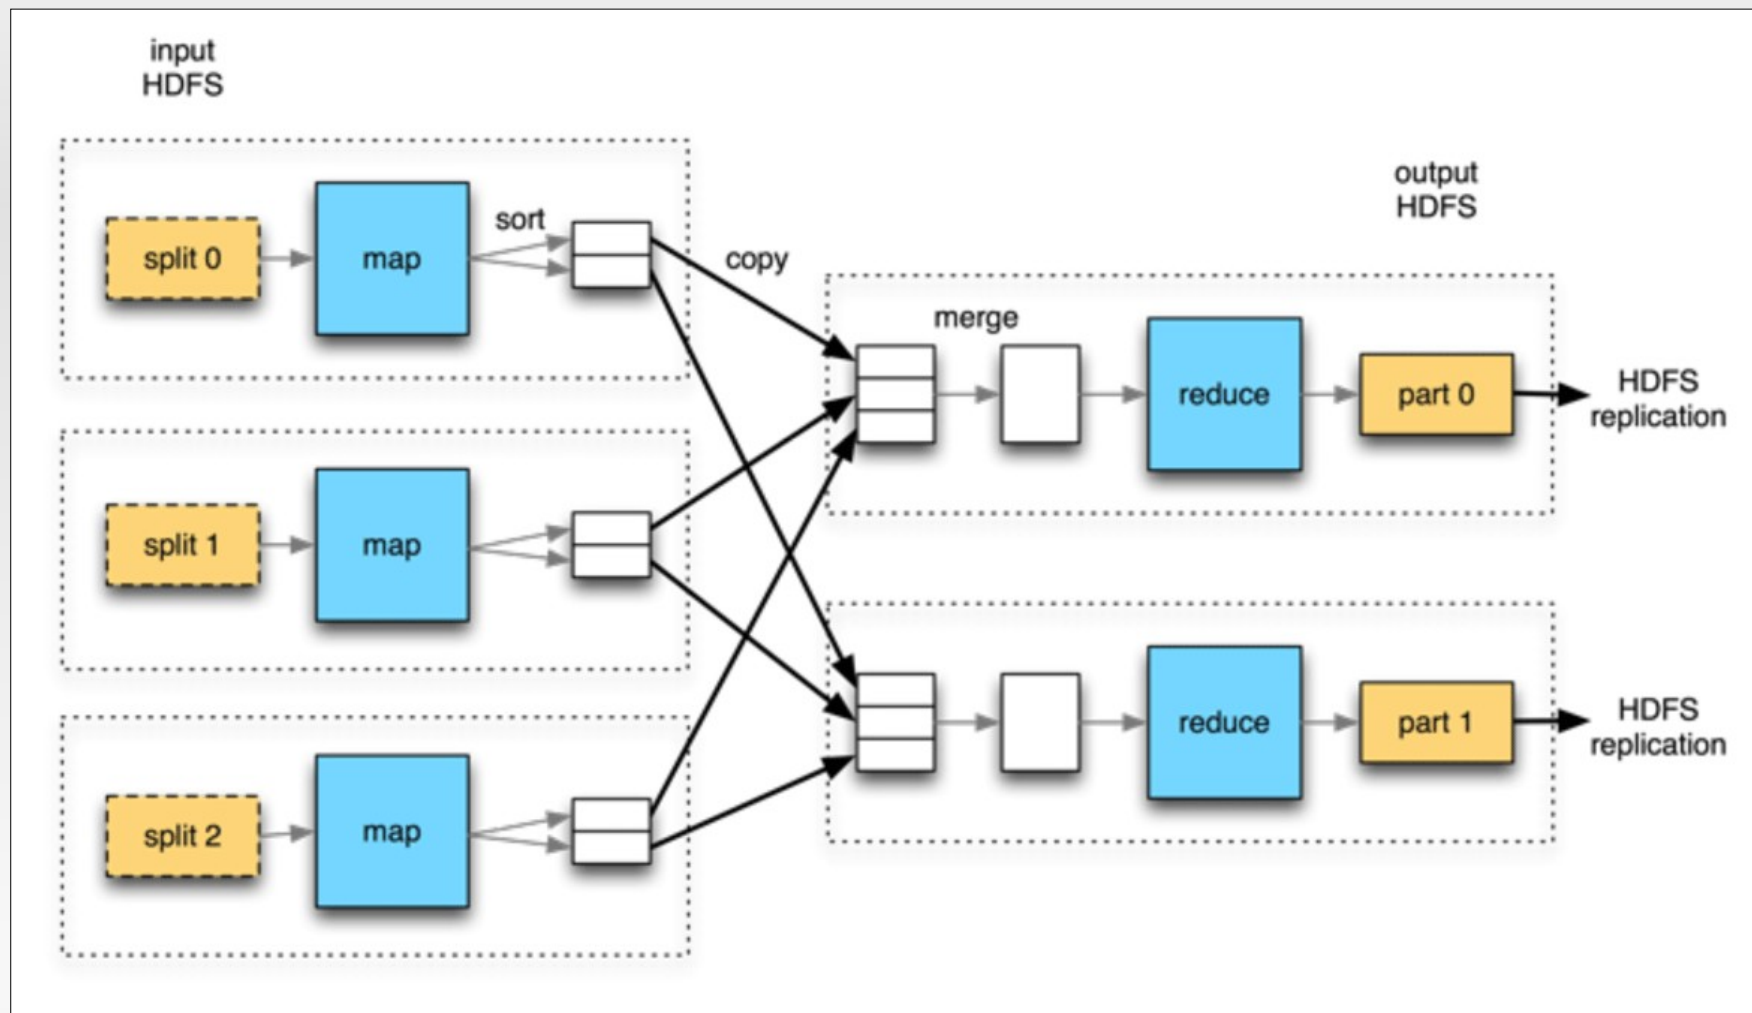 input
HDFS
output
HDFS
split 0
map
sort
copy
merge
reduce
part 0
HDFS
replication
split 1
map
split 2
map
reduce
part 1
HDFS
replication